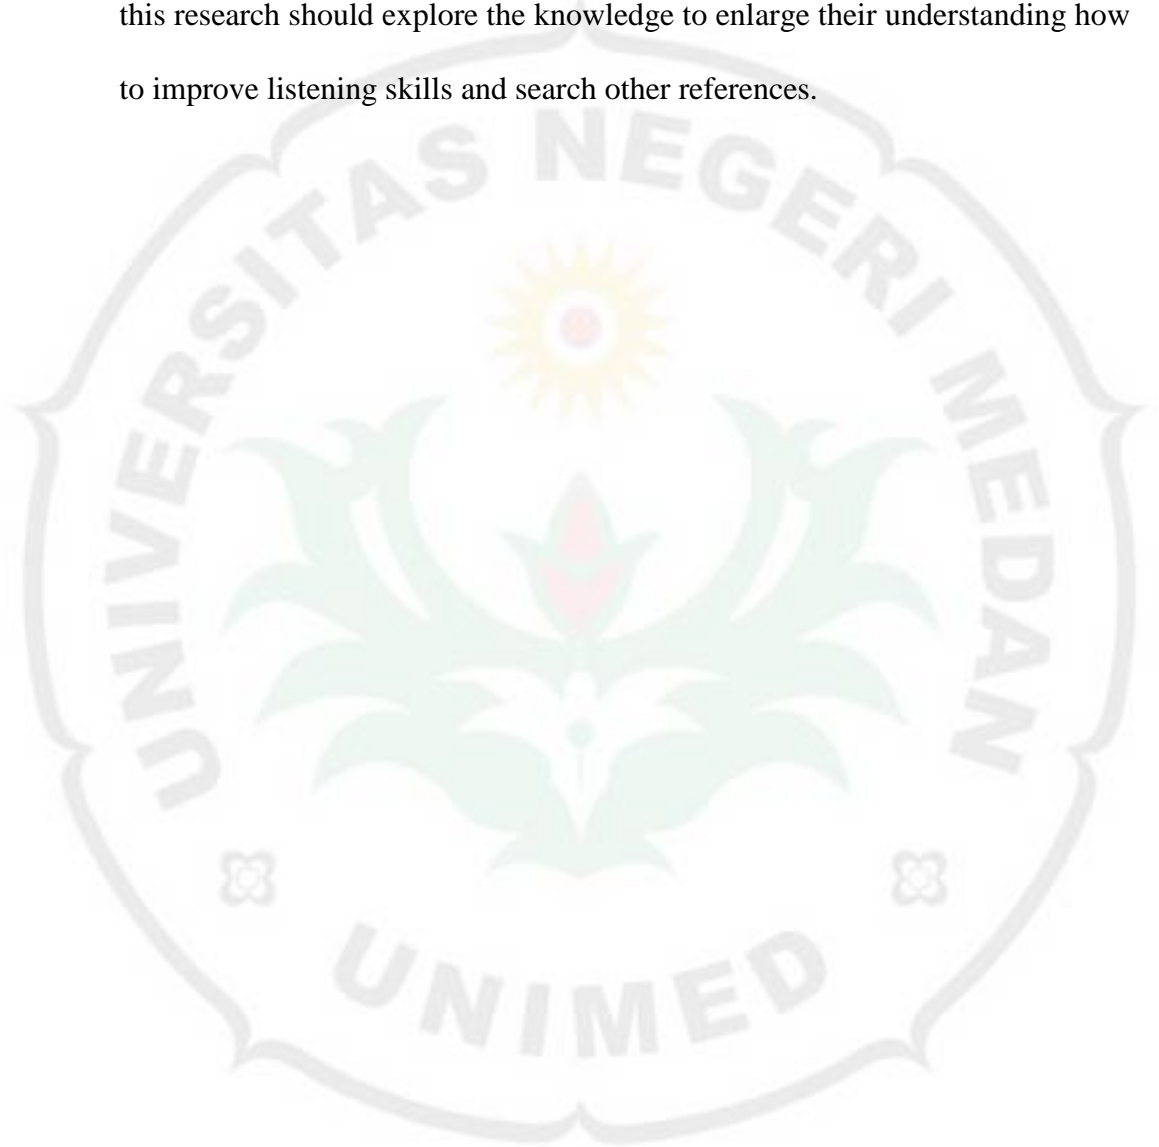 this research should explore the knowledge to enlarge their understanding how
to improve listening skills and search other references.
UNIVERSITAS NEGERI MEDAN
UNIMED